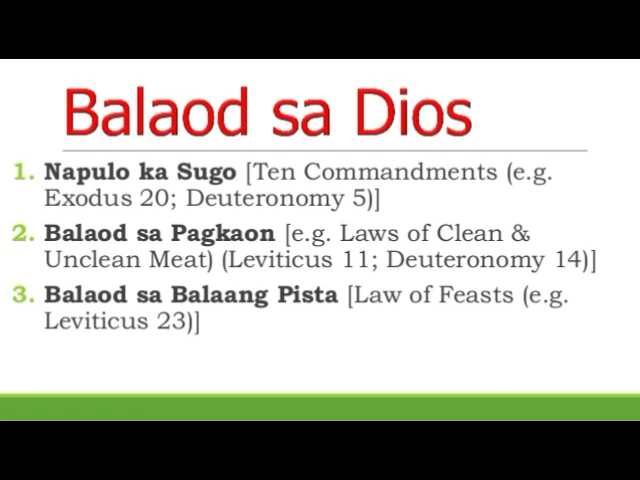 Balaod sa Dios
1. Napulo ka Sugo [Ten Commandments (e.g.
Exodus 20; Deuteronomy 5)]
2. Balaod sa Pagkaon [e.g. Laws of Clean &
Unclean Meat) (Leviticus 11; Deuteronomy 14)]
3. Balaod sa Balaang Pista [Law of Feasts (e.g.
Leviticus 23)]